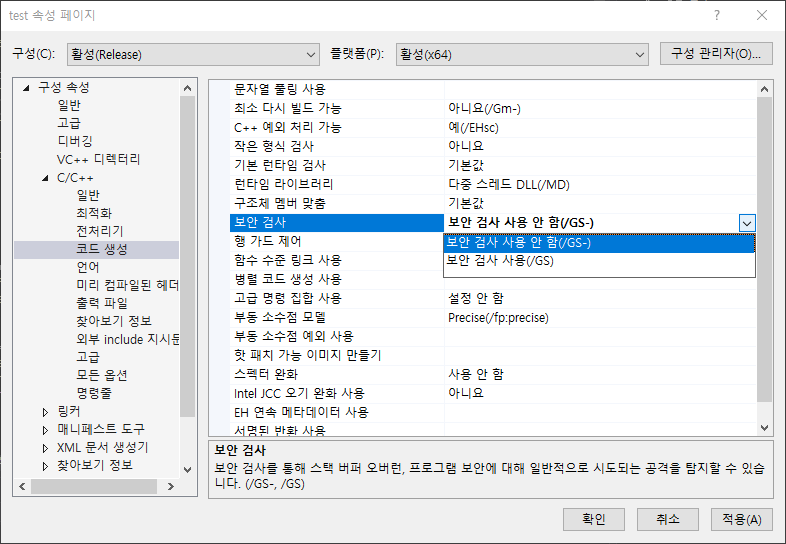 test 속성 페이지
구성(C): 활성(Release) 플랫폼(P): 활성(x64) 구성 관리자(O)...
구성 속성
일반
고급
디버깅
VC++ 디렉터리
C/C++
일반
최적화
전처리기
코드 생성
언어
미리 컴파일된 헤더
출력 파일
찾아보기 정보
외부 include 지시문
고급
모든 옵션
명령줄
링커
매니페스트 도구
XML 문서 생성기
찾아보기 정보
문자열 풀링 사용
최소 다시 빌드 가능 아니요(/Gm-)
C++ 예외 처리 가능 예(/EHsc)
작은 형식 검사 아니요
기본 런타임 검사 기본값
런타임 라이브러리 다중 스레드 DLL(/MD)
구조체 멤버 맞춤 기본값
보안 검사 보안 검사 사용 안 함(/GS-)
행 가드 제어 보안 검사 사용 안 함(/GS-)
함수 수준 링크 사용 보안 검사 사용(/GS)
병렬 코드 생성 사용
고급 명령 집합 사용 설정 안 함
부동 소수점 모델 Precise(/fp:precise)
부동 소수점 예외 사용
핫 패치 가능 이미지 만들기
스펙터 완화 사용 안 함
Intel JCC 오기 완화 사용 아니요
EH 연속 메타데이터 사용
서명된 반환 사용
보안 검사
보안 검사를 통해 스택 버퍼 오버런, 프로그램 보안에 대해 일반적으로 시도되는 공격을 탐지할 수 있습
니다. (/GS-, /GS)
확인 취소 적용(A)